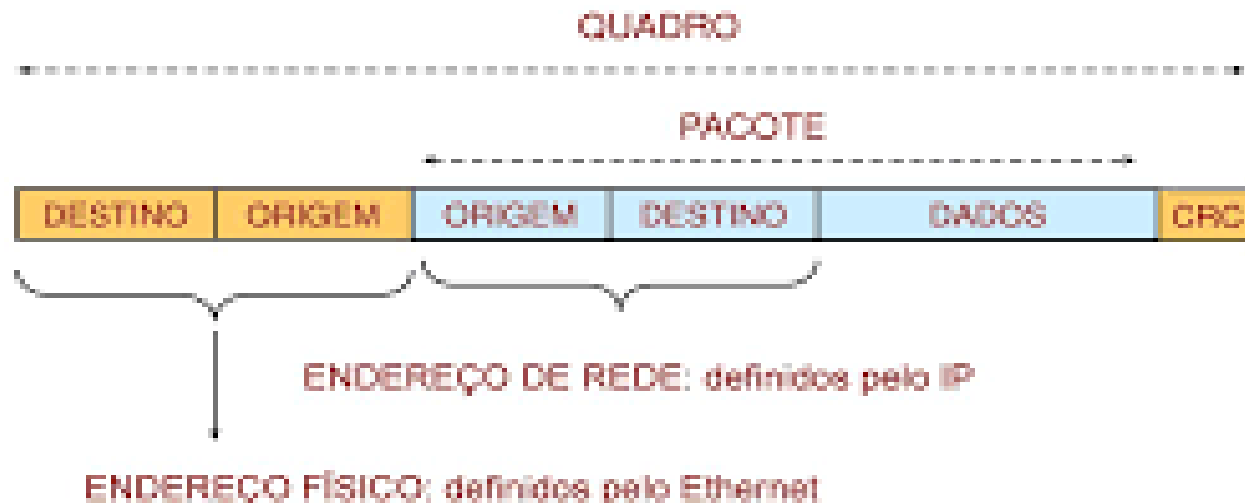 QUADRO
PACOTE
DESTINO ORIGEM ORIGEM DESTINO DADOS CRC
ENDEREÇO DE REDE: definidos pelo IP
ENDEREÇO FÍSICO: definidos pelo Ethernet